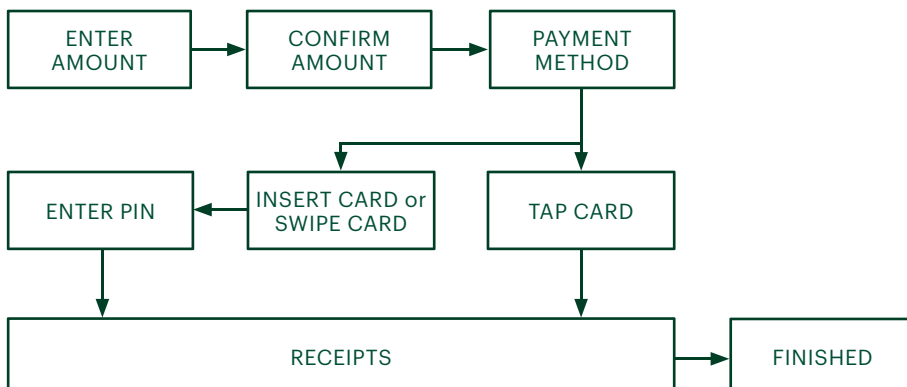 ENTER
AMOUNT
CONFIRM
AMOUNT
PAYMENT
METHOD
ENTER PIN
INSERT CARD or
SWIPE CARD
TAP CARD
RECEIPTS
FINISHED